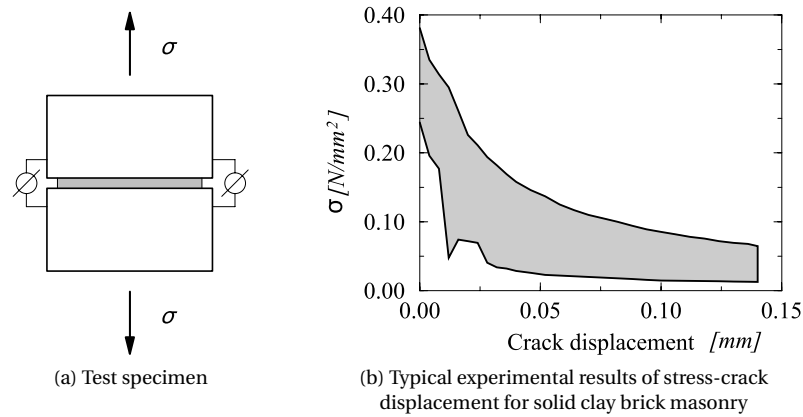 σ
σ
(a) Test specimen
0.40
0.30
0.20
0.10
0.00
σ [N/mm²]
0.00 0.05 0.10 0.15
Crack displacement [mm]
(b) Typical experimental results of stress-crack
displacement for solid clay brick masonry